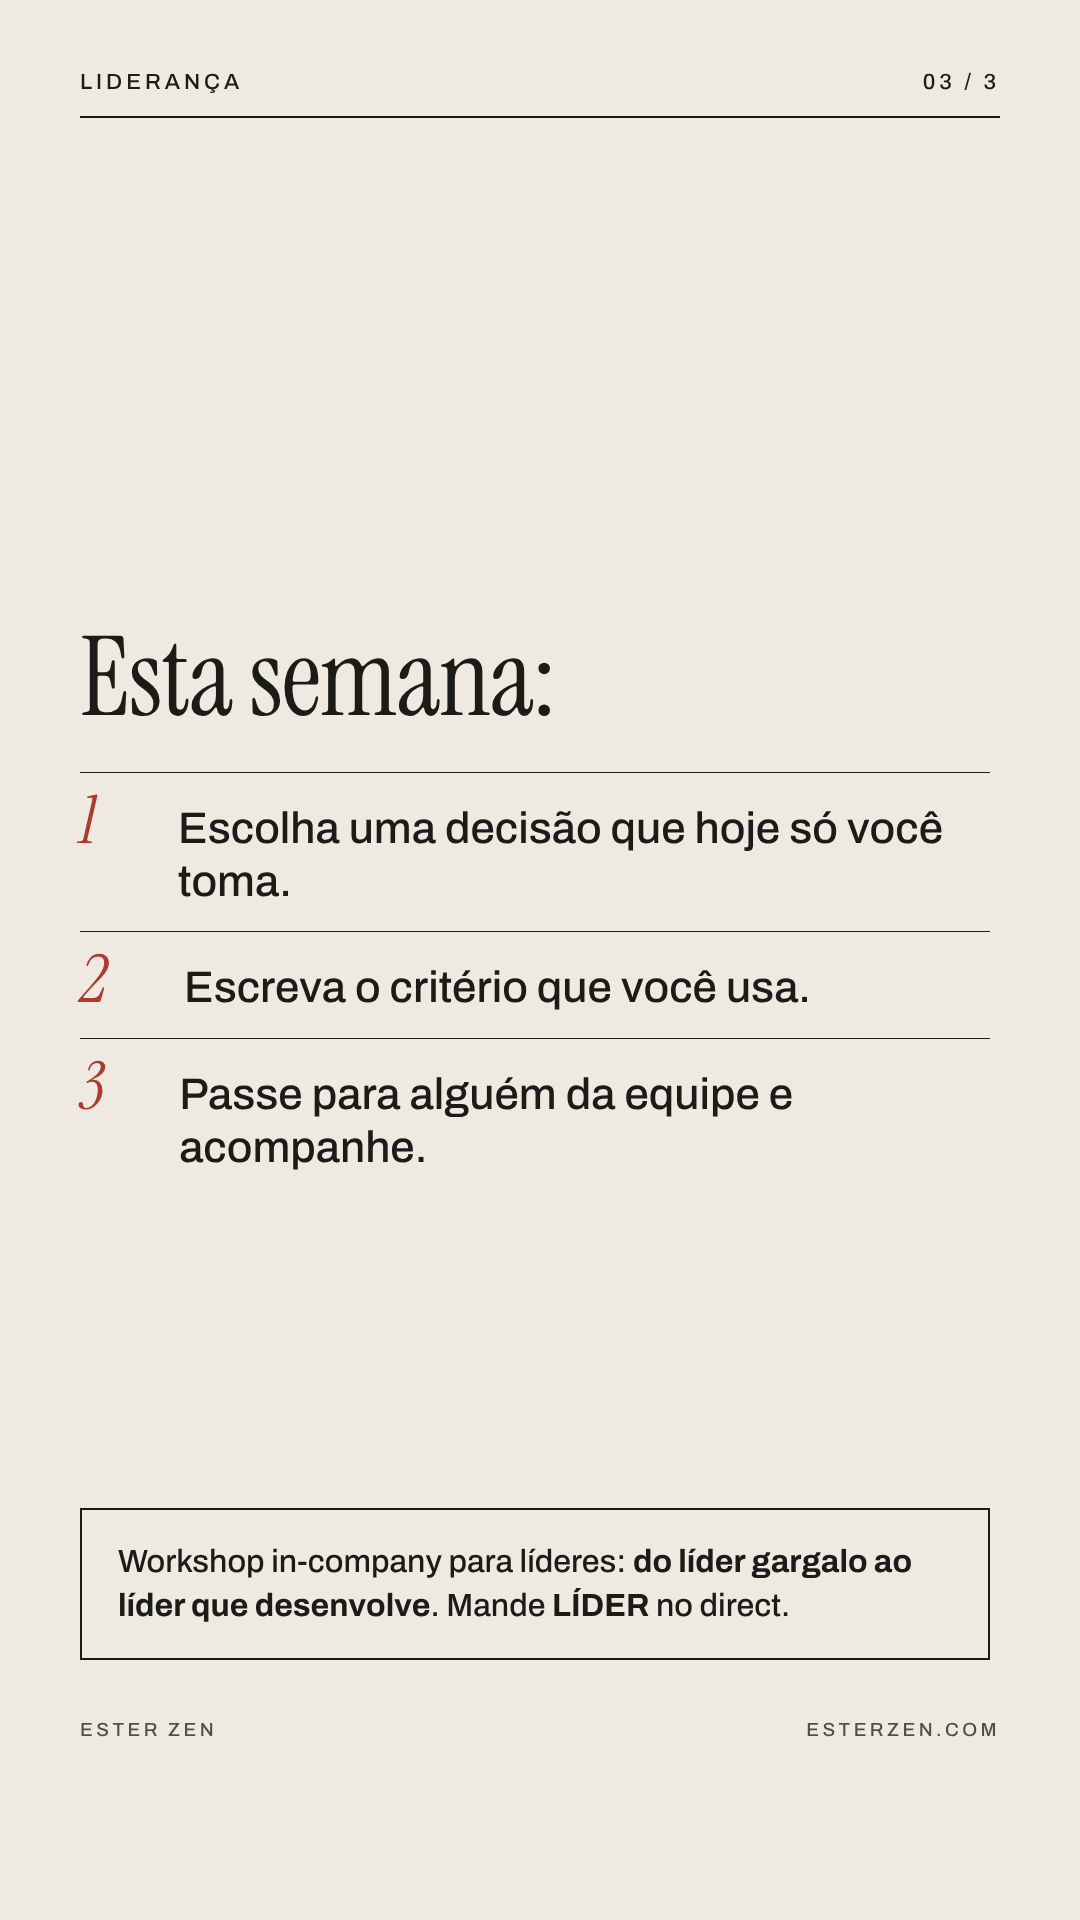 LIDERANÇA
03 / 3
Esta semana:
1 Escolha uma decisão que hoje só você
toma.
2 Escreva o critério que você usa.
3 Passe para alguém da equipe e
acompanhe.
Workshop in-company para líderes: do líder gargalo ao
líder que desenvolve. Mande LÍDER no direct.
ESTER ZEN
ESTERZEN.COM